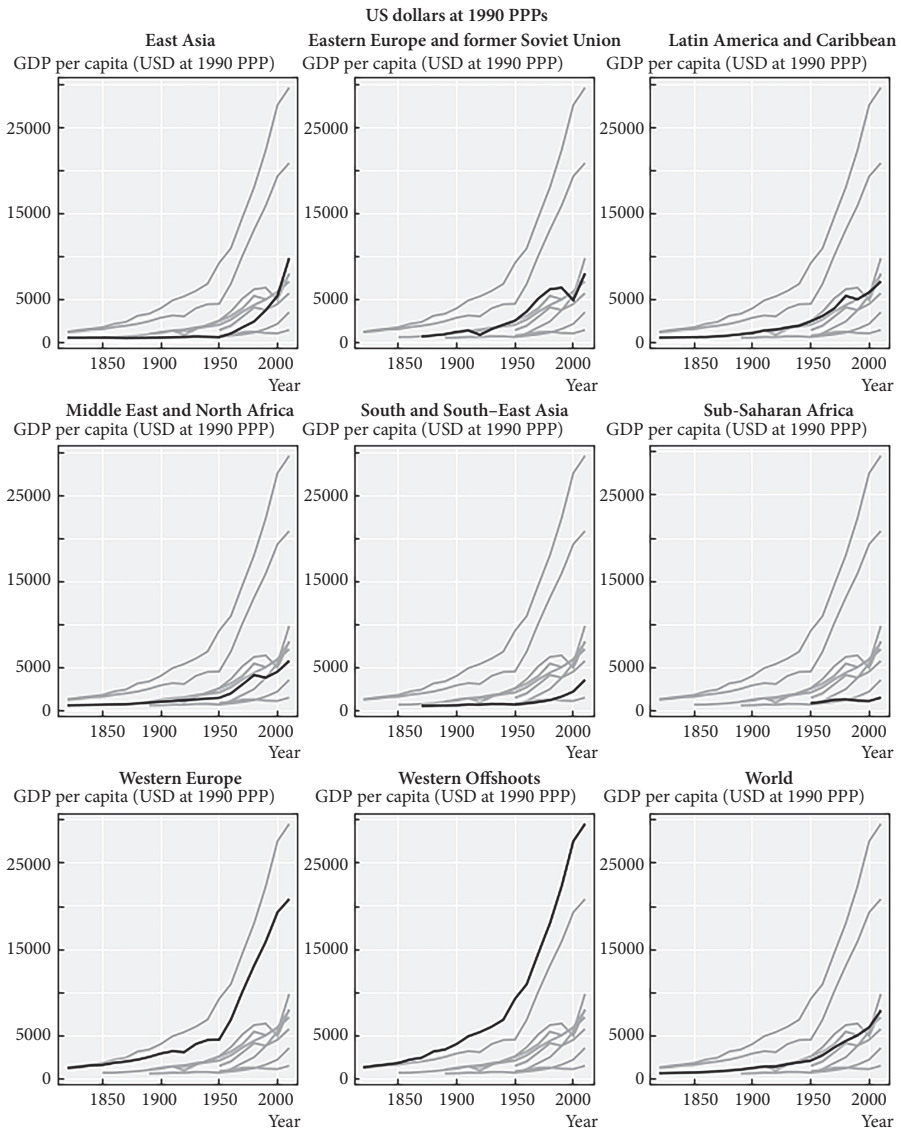 US dollars at 1990 PPPs
East Asia
GDP per capita (USD at 1990 PPP)
25000
15000
5000
0
1850 1900 1950 2000
Year
Eastern Europe and former Soviet Union
GDP per capita (USD at 1990 PPP)
25000
15000
5000
0
1850 1900 1950 2000
Year
Latin America and Caribbean
GDP per capita (USD at 1990 PPP)
25000
15000
5000
0
1850 1900 1950 2000
Year
Middle East and North Africa
GDP per capita (USD at 1990 PPP)
25000
15000
5000
0
1850 1900 1950 2000
Year
South and South–East Asia
GDP per capita (USD at 1990 PPP)
25000
15000
5000
0
1850 1900 1950 2000
Year
Sub-Saharan Africa
GDP per capita (USD at 1990 PPP)
25000
15000
5000
0
1850 1900 1950 2000
Year
Western Europe
GDP per capita (USD at 1990 PPP)
25000
15000
5000
0
1850 1900 1950 2000
Year
Western Offshoots
GDP per capita (USD at 1990 PPP)
25000
15000
5000
0
1850 1900 1950 2000
Year
World
GDP per capita (USD at 1990 PPP)
25000
15000
5000
0
1850 1900 1950 2000
Year